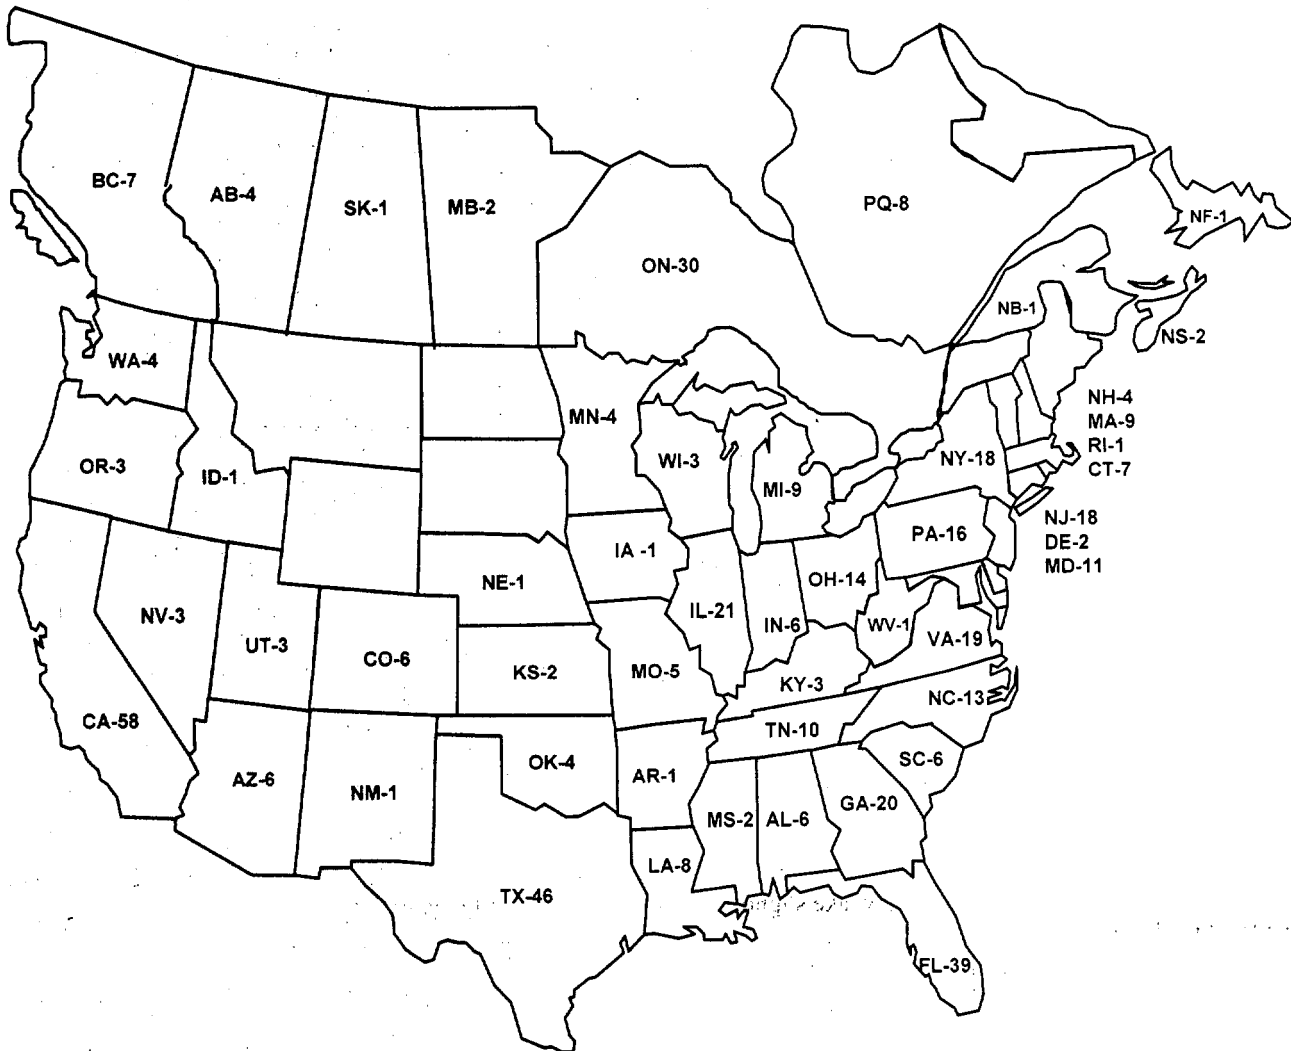 BC-7
AB-4
SK-1
MB-2
ON-30
PQ-8
NF-1
NB-1
NS-2
WA-4
OR-3
ID-1
MN-4
WI-3
MI-9
NY-18
NH-4
MA-9
RI-1
CT-7
NJ-18
DE-2
MD-11
PA-16
IA -1
NE-1
NV-3
UT-3
CO-6
KS-2
MO-5
IL-21
IN-6
OH-14
WV-1
VA-19
KY-3
CA-58
AZ-6
NM-1
OK-4
AR-1
TN-10
NC-13
SC-6
MS-2
AL-6
GA-20
LA-8
TX-46
FL-39